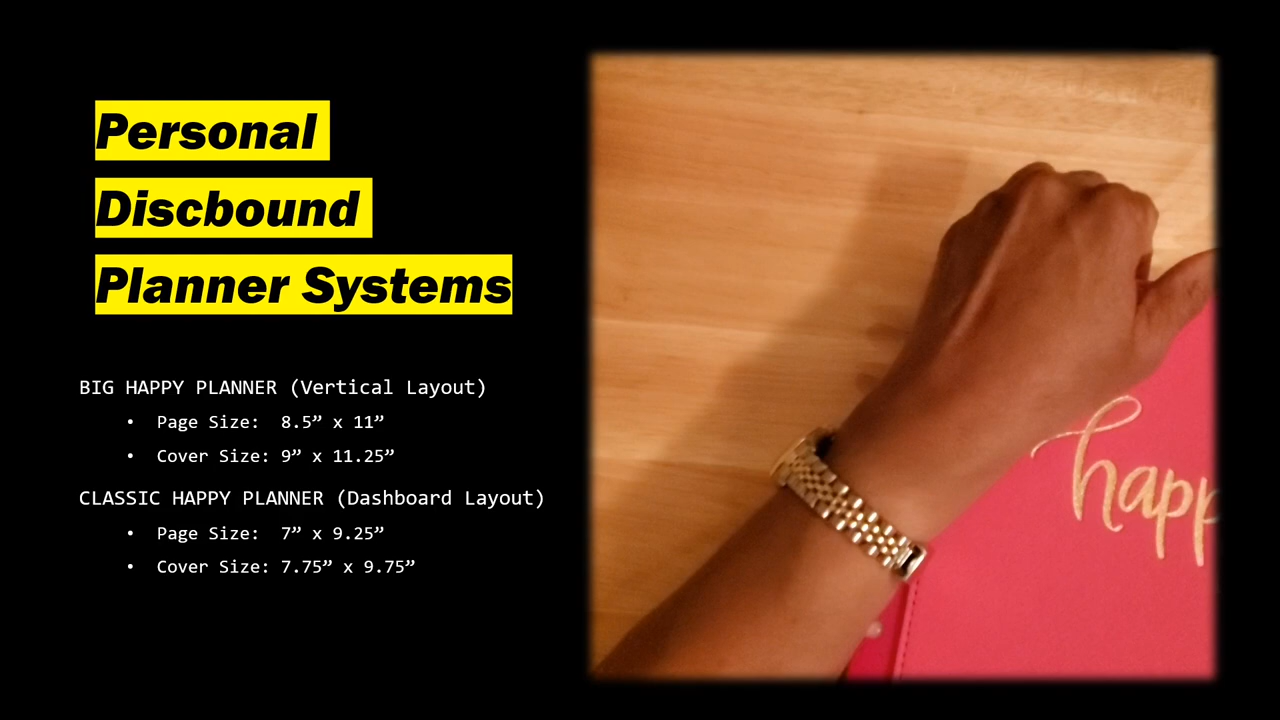 Personal
Discbound
Planner Systems
BIG HAPPY PLANNER (Vertical Layout)
• Page Size:  8.5” x 11”
• Cover Size: 9” x 11.25”
CLASSIC HAPPY PLANNER (Dashboard Layout)
• Page Size:  7” x 9.25”
• Cover Size: 7.75” x 9.75”
happ